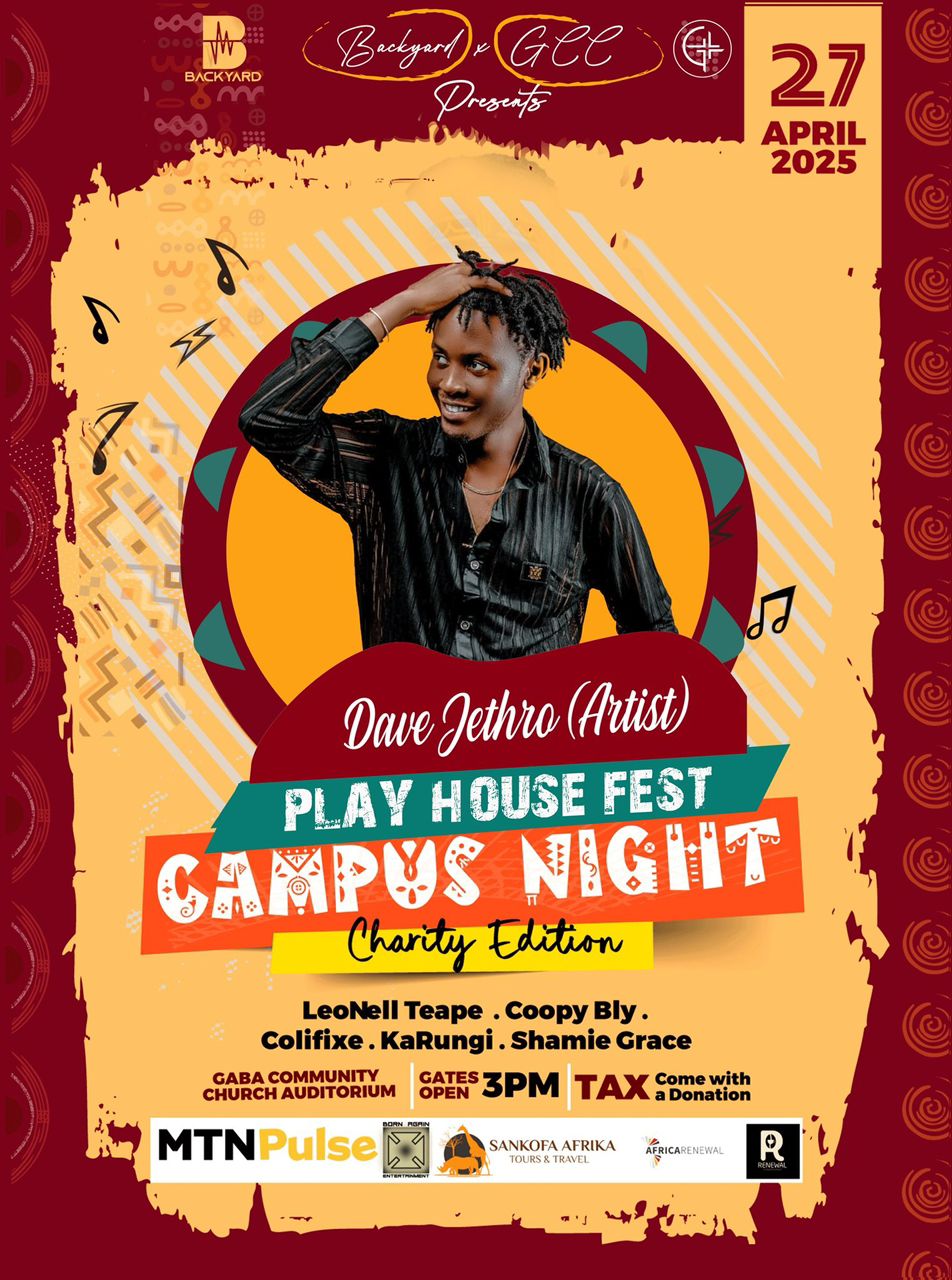 BACKYARD
Backyard x GCC
Presents
27
APRIL
2025
Dave Jethro (Artist)
PLAY HOUSE FEST
CAMPUS NIGHT
Charity Edition
LeoNell Teape . Coopy Bly .
Colifixe . KaRungi . Shamie Grace
GABA COMMUNITY
CHURCH AUDITORIUM
GATES
OPEN
3PM
TAX
Come with
a Donation
MTNPulse
BORN AGAIN
ENTERTAINMENT
SANKOFA AFRIKA
TOURS & TRAVEL
AFRICARENEWAL
R
RENEWAL